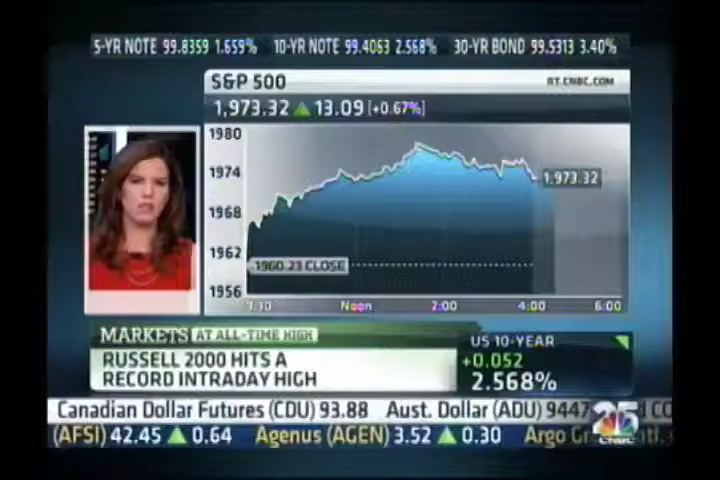 5-YR NOTE 99.8359 1.659% 10-YR NOTE 99.4063 2.568% 30-YR BOND 99.5313 3.40%
S&P 500 RT.CNBC.COM
1,973.32 ▲ 13.09 [+0.67%]
1980
1974
1,973.32
1968
1962
1960.23 CLOSE
1956
9:30 Noon 2:00 4:00 6:00
MARKETS AT ALL-TIME HIGH
RUSSELL 2000 HITS A
RECORD INTRADAY HIGH
US 10-YEAR
+0.052
2.568%
Canadian Dollar Futures (CDU) 93.88 Aust. Dollar (ADU) 9447
25
CNBC
(AFSI) 42.45 ▲ 0.64 Agenus (AGEN) 3.52 ▲ 0.30 Argo